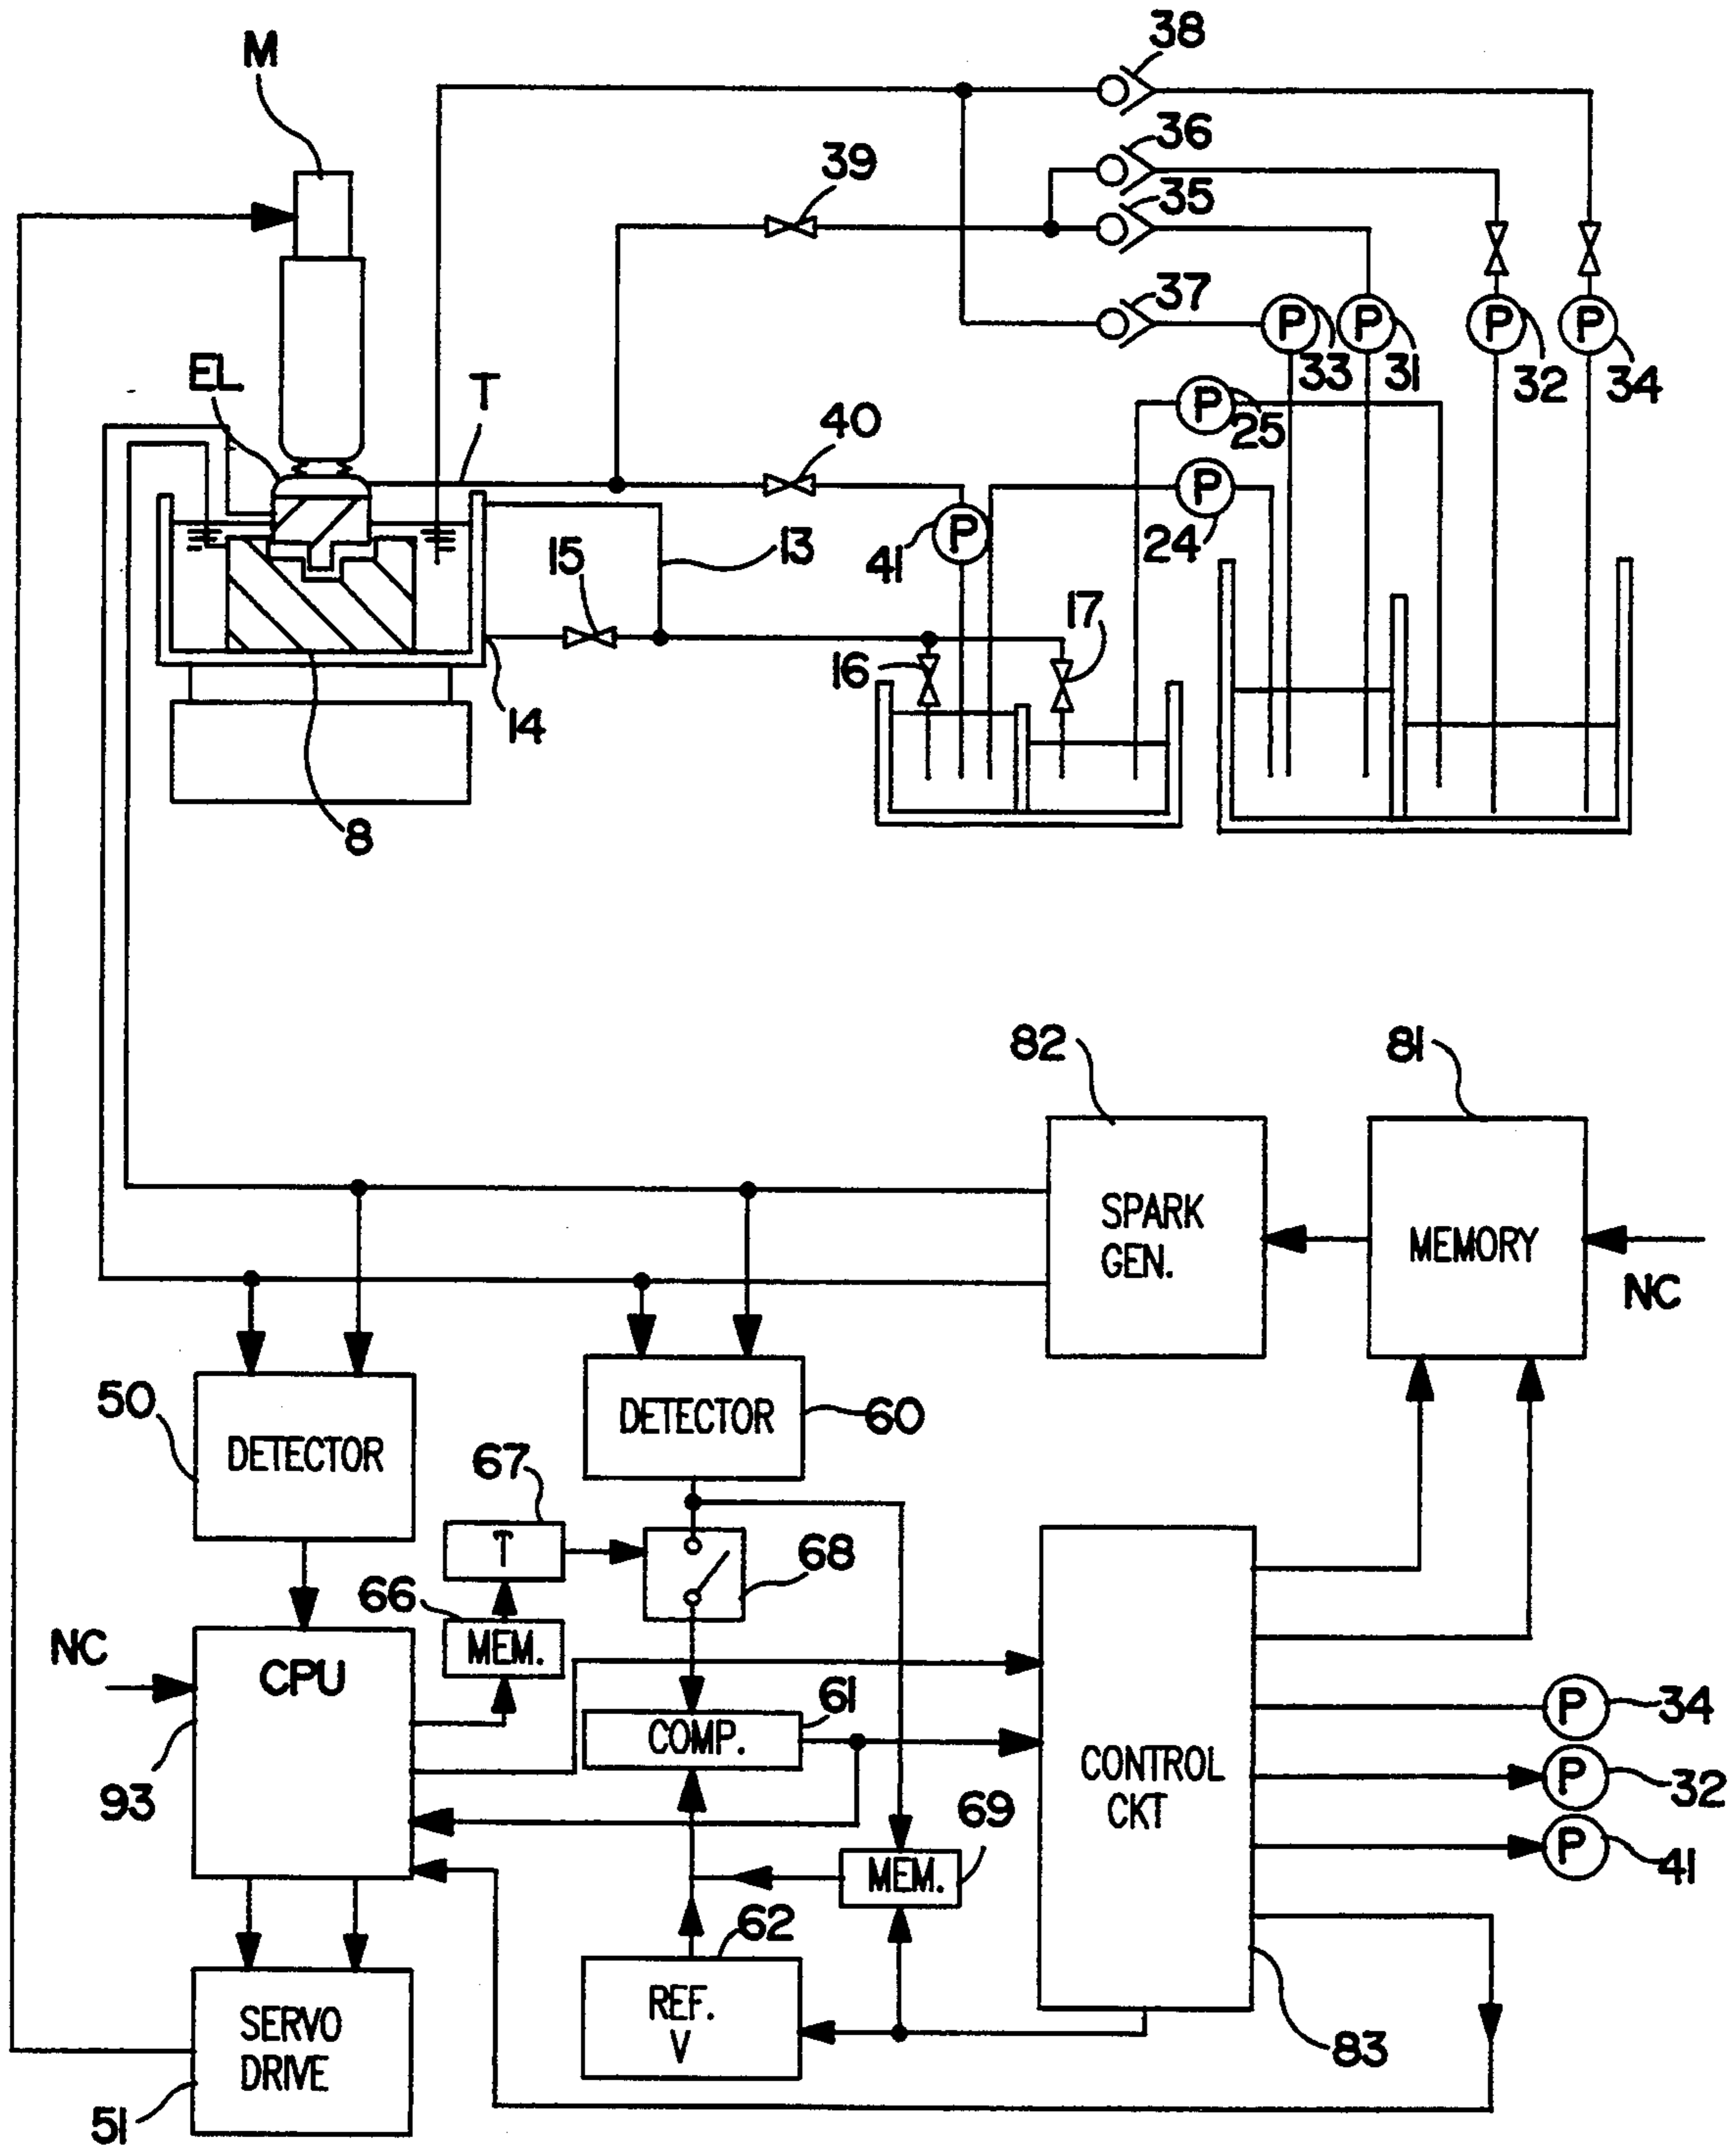 M
38
36
35
39
37
P
P
P
P
33
31
32
34
EL
T
P
25
40
P
24
P
41
13
15
17
16
14
8
82
81
SPARK
GEN.
MEMORY
NC
50
DETECTOR
DETECTOR
60
67
T
68
66
MEM.
NC
CPU
61
COMP.
93
CONTROL
CKT
P
34
P
32
P
41
69
MEM.
62
REF.
V
SERVO
DRIVE
83
51